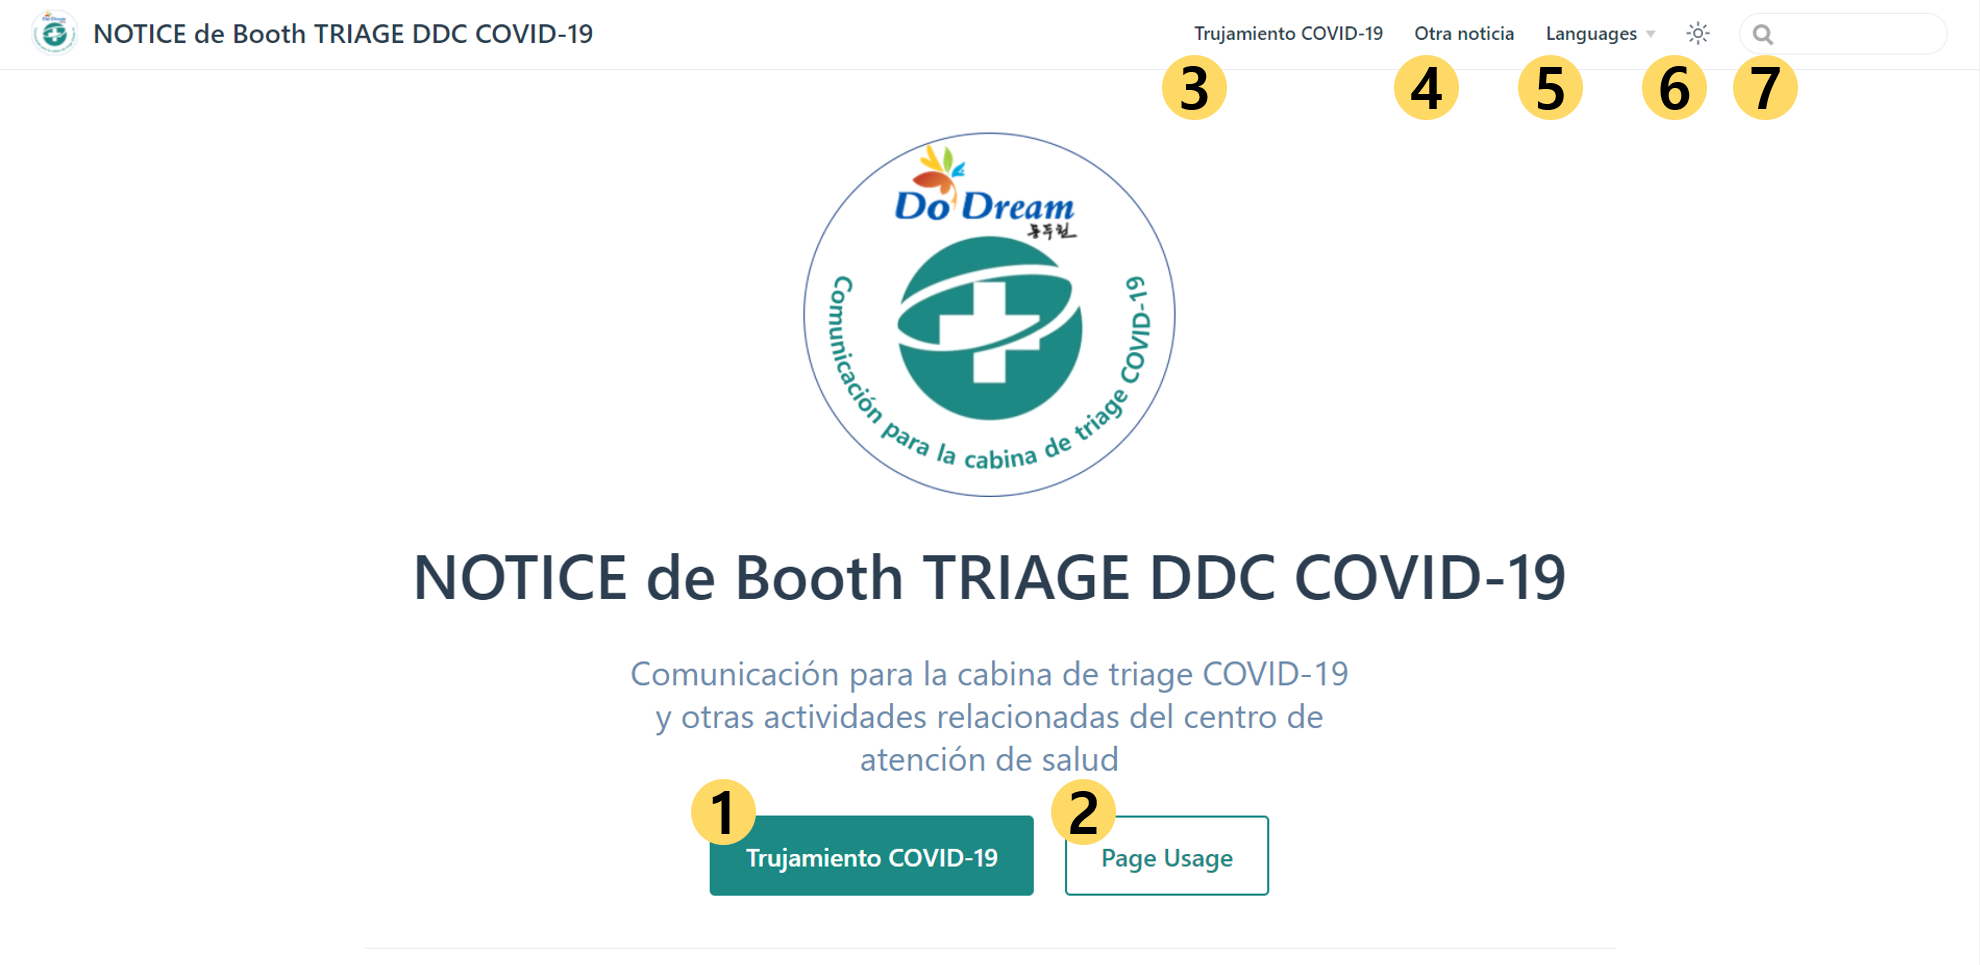 NOTICE de Booth TRIAGE DDC COVID-19
Trujamiento COVID-19
Otra noticia
Languages
3
4
5
6
7
Do Dream
동두천
Comunicación para la cabina de triage COVID-19
NOTICE de Booth TRIAGE DDC COVID-19
Comunicación para la cabina de triage COVID-19
y otras actividades relacionadas del centro de
atención de salud
1
2
Trujamiento COVID-19
Page Usage